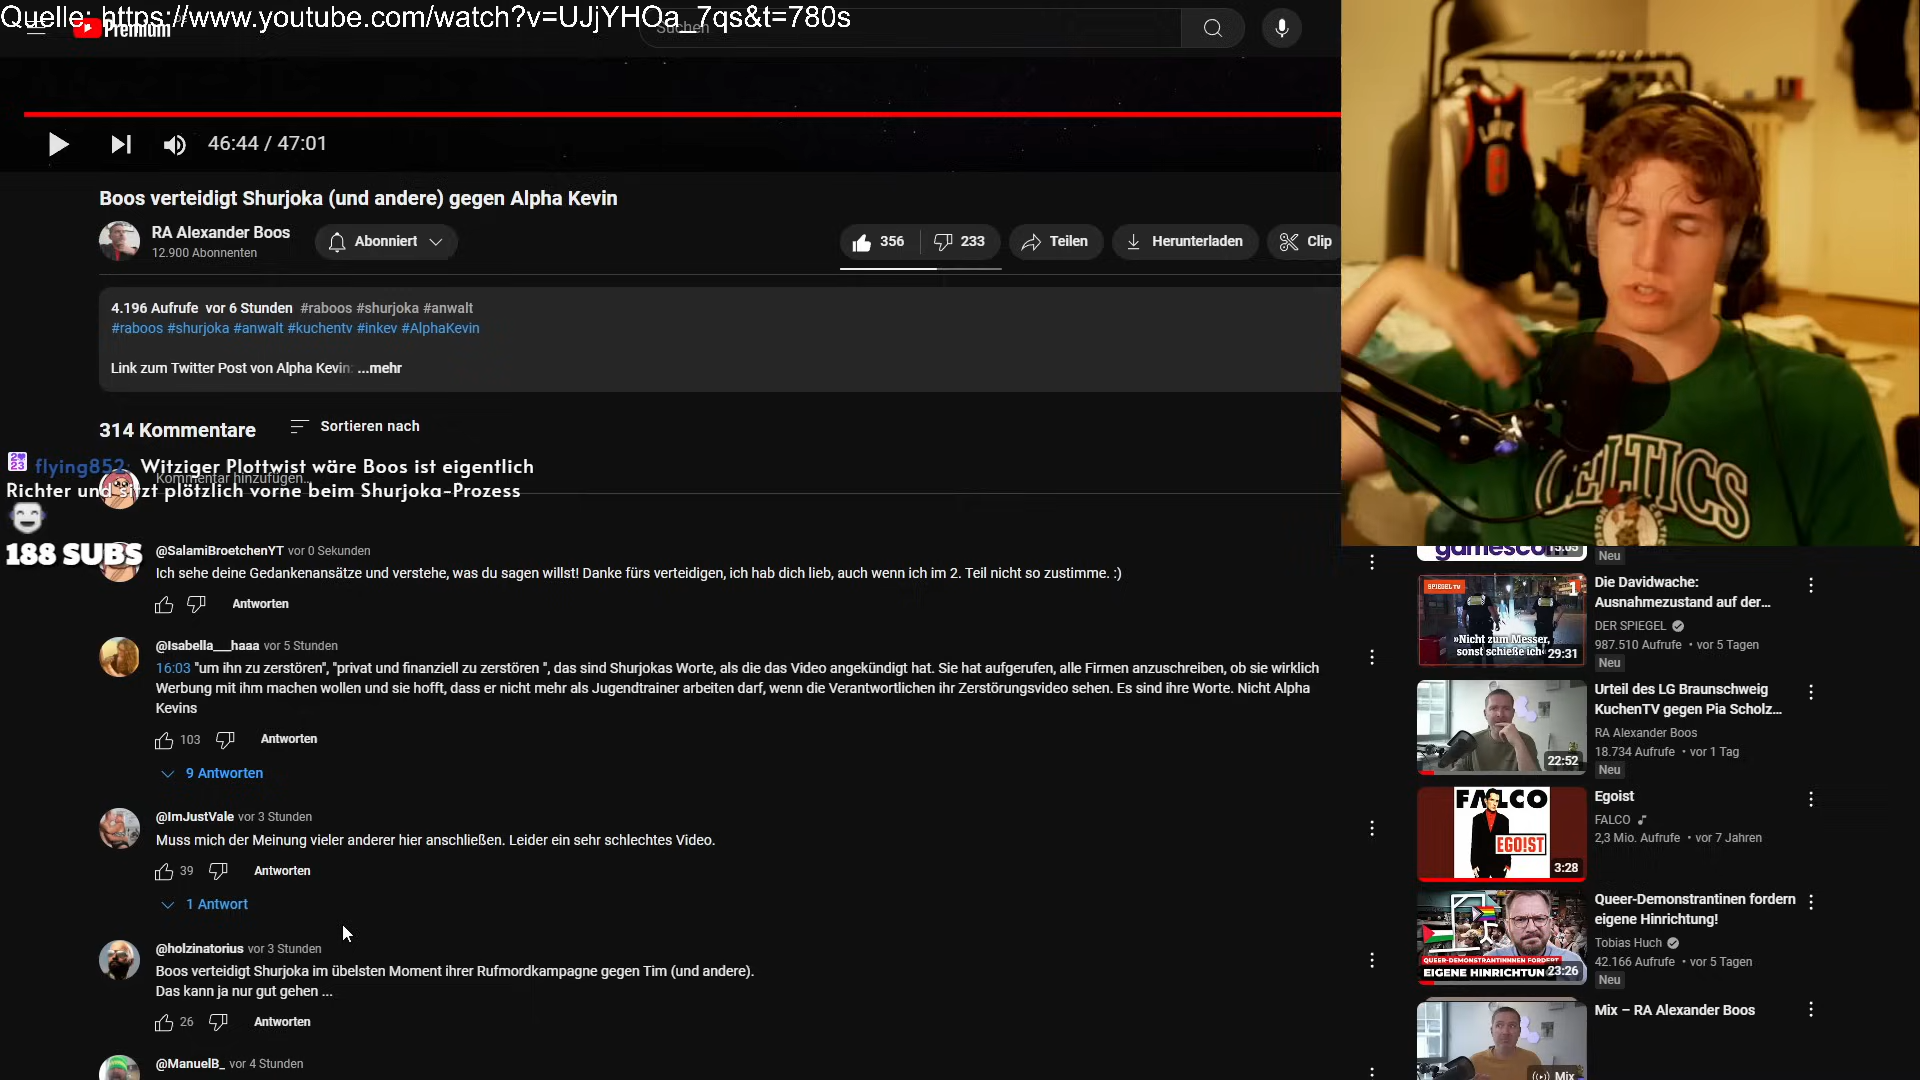 Quelle: https://www.youtube.com/watch?v=UJjYHOa_7qs&t=780s
Premium
Suchen
46:44 / 47:01
Boos verteidigt Shurjoka (und andere) gegen Alpha Kevin
RA Alexander Boos
12.900 Abonnenten
Abonniert
356
233
Teilen
Herunterladen
Clip
4.196 Aufrufe vor 6 Stunden #raboos #shurjoka #anwalt
#raboos #shurjoka #anwalt #kuchentv #inkev #AlphaKevin
Link zum Twitter Post von Alpha Kevin: ...mehr
314 Kommentare
Sortieren nach
flying852: Witziger Plottwist wäre Boos ist eigentlich
Richter und sitzt plötzlich vorne beim Shurjoka-Prozess
Kommentar hinzufügen...
188 SUBS
@SalamiBroetchenYT vor 0 Sekunden
Ich sehe deine Gedankenansätze und verstehe, was du sagen willst! Danke fürs verteidigen, ich hab dich lieb, auch wenn ich im 2. Teil nicht so zustimme. :)
Antworten
@Isabella___haaa vor 5 Stunden
16:03 "um ihn zu zerstören", "privat und finanziell zu zerstören ", das sind Shurjokas Worte, als die das Video angekündigt hat. Sie hat aufgerufen, alle Firmen anzuschreiben, ob sie wirklich
Werbung mit ihm machen wollen und sie hofft, dass er nicht mehr als Jugendtrainer arbeiten darf, wenn die Verantwortlichen ihr Zerstörungsvideo sehen. Es sind ihre Worte. Nicht Alpha
Kevins
103
Antworten
9 Antworten
@ImJustVale vor 3 Stunden
Muss mich der Meinung vieler anderer hier anschließen. Leider ein sehr schlechtes Video.
39
Antworten
1 Antwort
@holzinatorius vor 3 Stunden
Boos verteidigt Shurjoka im übelsten Moment ihrer Rufmordkampagne gegen Tim (und andere).
Das kann ja nur gut gehen ...
26
Antworten
@ManuelB_ vor 4 Stunden
CELTICS
gamescom
Neu
SPIEGEL TV
»Nicht zum Messer,
sonst schieße ich«
29:31
Die Davidwache:
Ausnahmezustand auf der...
DER SPIEGEL
987.510 Aufrufe • vor 5 Tagen
Neu
22:52
Urteil des LG Braunschweig
KuchenTV gegen Pia Scholz...
RA Alexander Boos
18.734 Aufrufe • vor 1 Tag
Neu
FALCO
EGOIST
3:28
Egoist
FALCO
2,3 Mio. Aufrufe • vor 7 Jahren
QUEER-DEMONSTRANTINNEN FORDERN
EIGENE HINRICHTUNG
23:26
Queer-Demonstrantinen fordern
eigene Hinrichtung!
Tobias Huch
42.166 Aufrufe • vor 5 Tagen
Neu
Mix
Mix – RA Alexander Boos